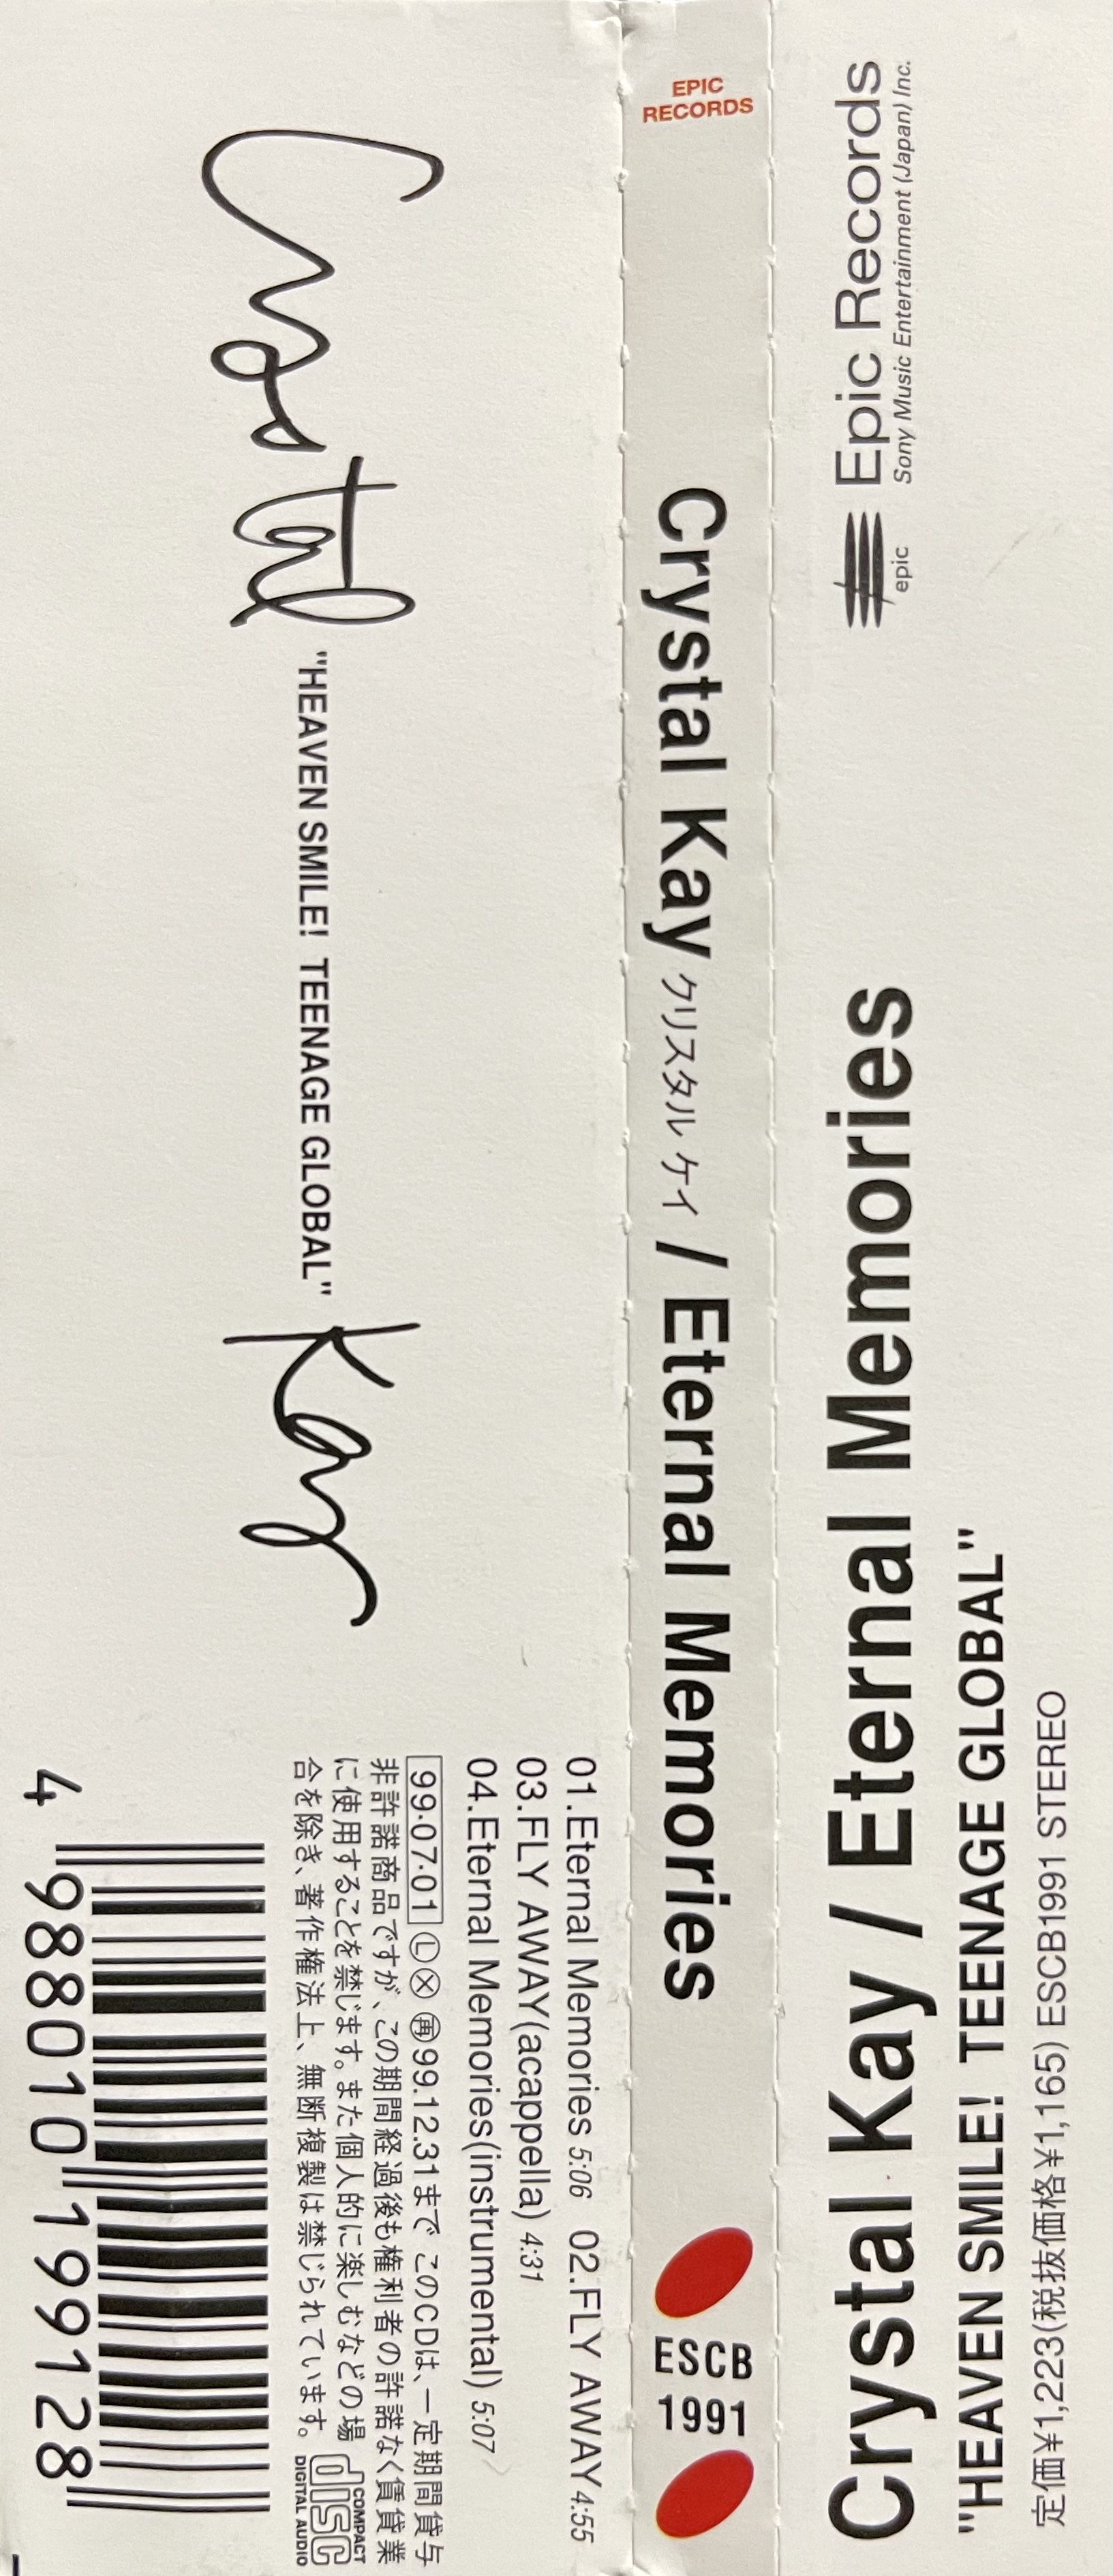 Epic Records
Sony Music Entertainment (Japan) Inc.
epic
Crystal Kay / Eternal Memories
"HEAVEN SMILE! TEENAGE GLOBAL"
定価¥1,223(税抜価格¥1,165) ESCB1991 STEREO
EPIC
RECORDS
Crystal Kay クリスタル ケイ / Eternal Memories
ESCB
1991
Crystal
"HEAVEN SMILE! TEENAGE GLOBAL"
Kay
01.Eternal Memories 5:06 02.FLY AWAY 4:55
03.FLY AWAY(acappella) 4:31
04.Eternal Memories(instrumental) 5:07
99·07·01 Ⓛ Ⓧ ㊢99.12.31まで このCDは、一定期間貸与
非許諾商品ですが、この期間経過後も権利者の許諾なく賃貸業
に使用することを禁じます。また個人的に楽しむなどの場
合を除き、著作権法上、無断複製は禁じられています。
COMPACT
disc
DIGITAL AUDIO
4 988010 199128